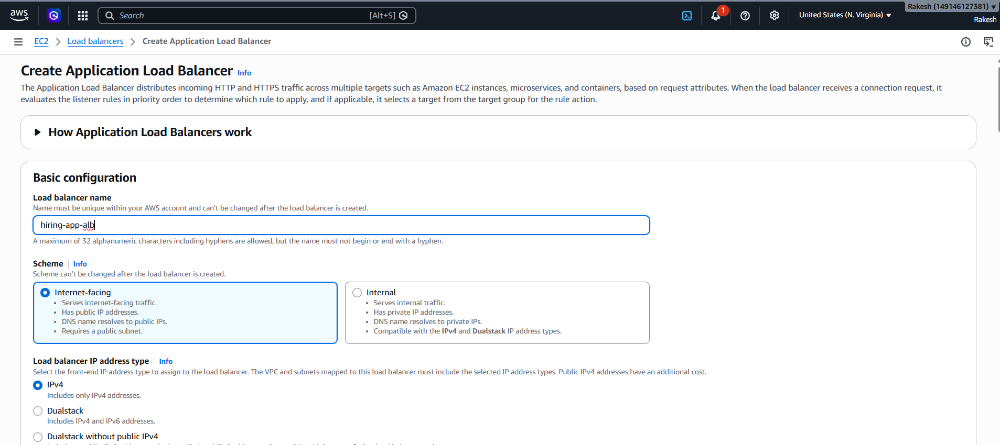 aws
Search [Alt+S]
1
United States (N. Virginia)
Rakesh (149146127381)
Rakesh
EC2 Load balancers Create Application Load Balancer
Create Application Load Balancer Info
The Application Load Balancer distributes incoming HTTP and HTTPS traffic across multiple targets such as Amazon EC2 instances, microservices, and containers, based on request attributes. When the load balancer receives a connection request, it
evaluates the listener rules in priority order to determine which rule to apply, and if applicable, it selects a target from the target group for the rule action.
How Application Load Balancers work
Basic configuration
Load balancer name
Name must be unique within your AWS account and can't be changed after the load balancer is created.
hiring-app-alb
A maximum of 32 alphanumeric characters including hyphens are allowed, but the name must not begin or end with a hyphen.
Scheme Info
Scheme can't be changed after the load balancer is created.
Internet-facing
• Serves internet-facing traffic.
• Has public IP addresses.
• DNS name resolves to public IPs.
• Requires a public subnet.
Internal
• Serves internal traffic.
• Has private IP addresses.
• DNS name resolves to private IPs.
• Compatible with the IPv4 and Dualstack IP address types.
Load balancer IP address type Info
Select the front-end IP address type to assign to the load balancer. The VPC and subnets mapped to this load balancer must include the selected IP address types. Public IPv4 addresses have an additional cost.
IPv4
Includes only IPv4 addresses.
Dualstack
Includes IPv4 and IPv6 addresses.
Dualstack without public IPv4